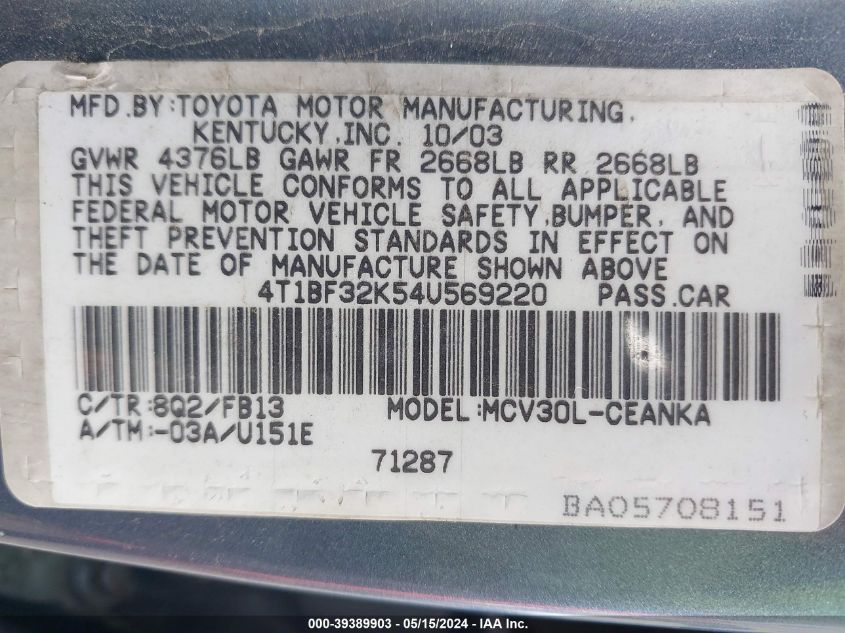 MFD.BY:TOYOTA MOTOR MANUFACTURING,
KENTUCKY,INC. 10/03
GVWR 4376LB GAWR FR 2668LB RR 2668LB
THIS VEHICLE CONFORMS TO ALL APPLICABLE
FEDERAL MOTOR VEHICLE SAFETY,BUMPER, AND
THEFT PREVENTION STANDARDS IN EFFECT ON
THE DATE OF MANUFACTURE SHOWN ABOVE
4T1BF32K54U569220 PASS.CAR
C/TR:8Q2/FB13 MODEL:MCV30L-CEANKA
A/TM:-03A/U151E
71287
BA05708151
000-39389903 - 05/15/2024 - IAA Inc.